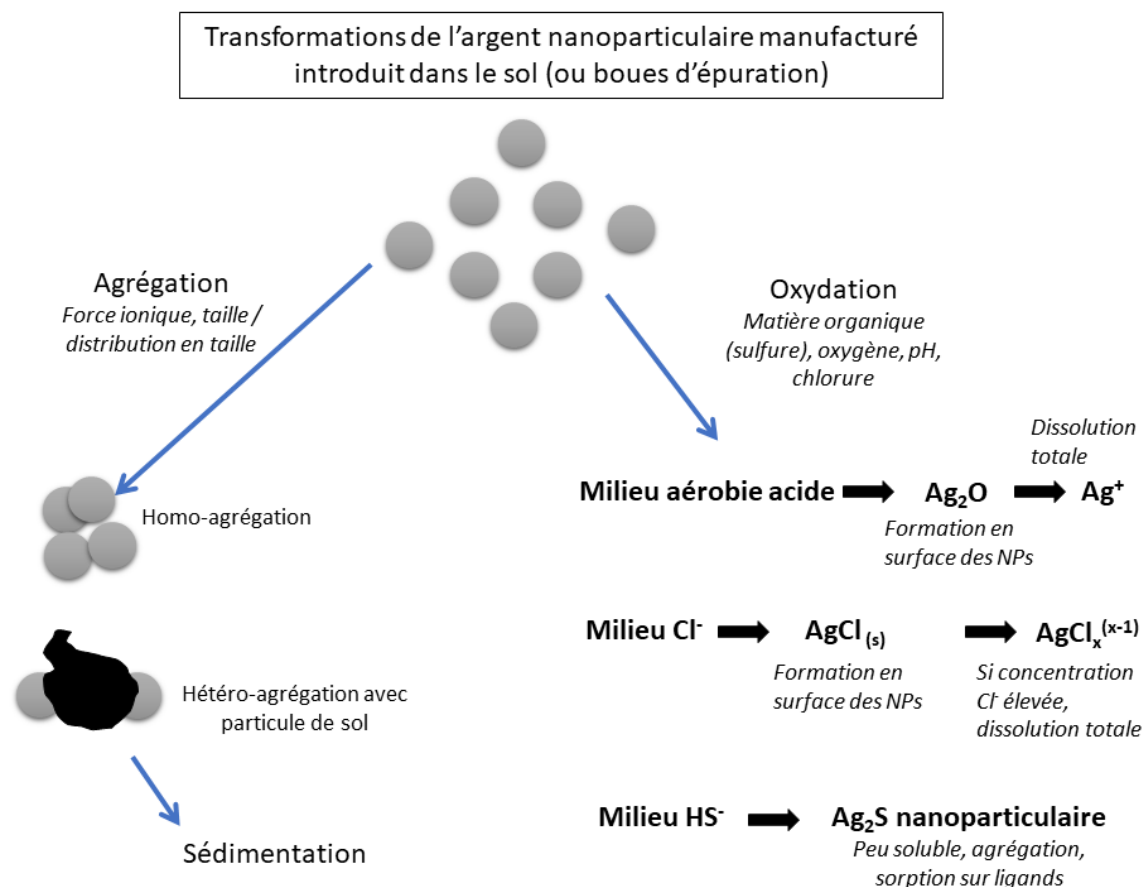 Transformations de l'argent nanoparticulaire manufacturé
introduit dans le sol (ou boues d'épuration)
Agrégation
Force ionique, taille /
distribution en taille
Oxydation
Matière organique
(sulfure), oxygène, pH,
chlorure
Homo-agrégation
Hétéro-agrégation avec
particule de sol
Sédimentation
Dissolution
totale
Milieu aérobie acide Ag₂O Ag⁺
Formation en
surface des NPs
Milieu Cl⁻ AgCl (s) AgClₓ⁽ˣ⁻¹⁾
Formation en
surface des NPs
Si concentration
Cl⁻ élevée,
dissolution totale
Milieu HS⁻ Ag₂S nanoparticulaire
Peu soluble, agrégation,
sorption sur ligands